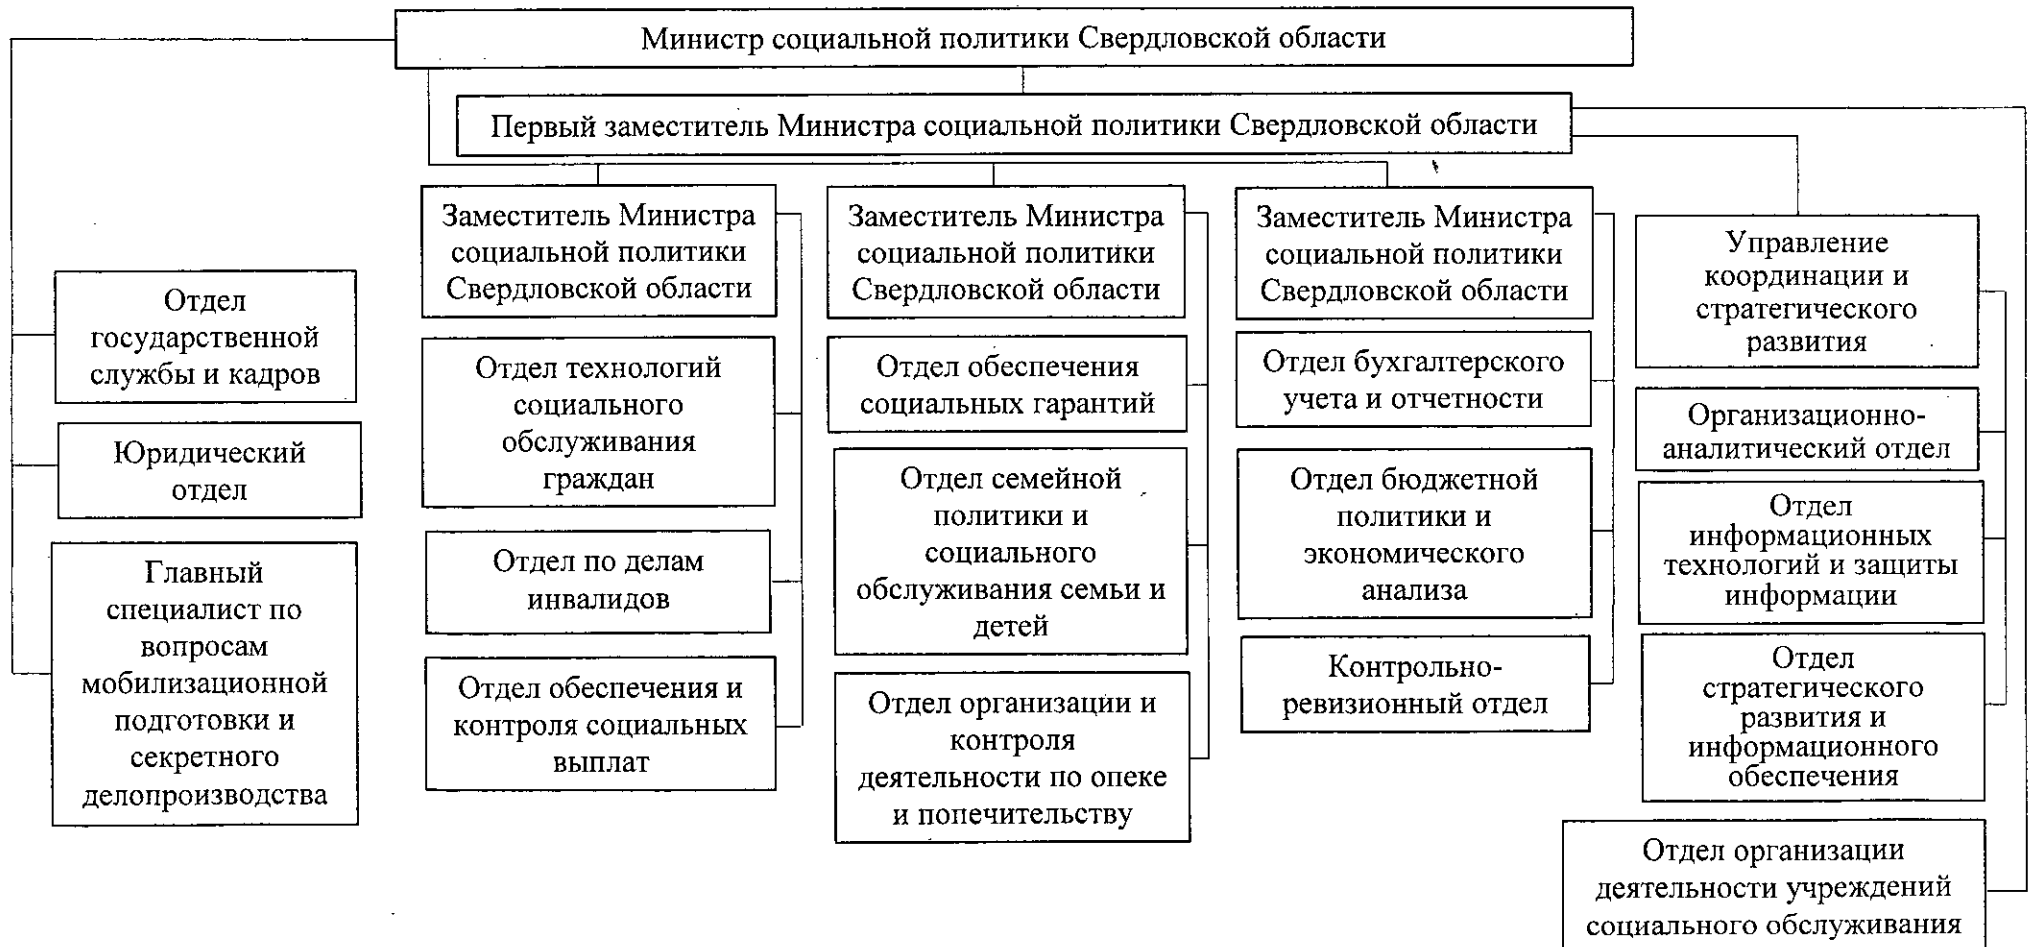 Министр социальной политики Свердловской области
Первый заместитель Министра социальной политики Свердловской области
Отдел
государственной
службы и кадров
Юридический
отдел
Главный
специалист по
вопросам
мобилизационной
подготовки и
секретного
делопроизводства
Заместитель Министра
социальной политики
Свердловской области
Отдел технологий
социального
обслуживания
граждан
Отдел по делам
инвалидов
Отдел обеспечения и
контроля социальных
выплат
Заместитель Министра
социальной политики
Свердловской области
Отдел обеспечения
социальных гарантий
Отдел семейной
политики и
социального
обслуживания семьи и
детей
Отдел организации и
контроля
деятельности по опеке
и попечительству
Заместитель Министра
социальной политики
Свердловской области
Отдел бухгалтерского
учета и отчетности
Отдел бюджетной
политики и
экономического
анализа
Контрольно-
ревизионный отдел
Управление
координации и
стратегического
развития
Организационно-
аналитический отдел
Отдел
информационных
технологий и защиты
информации
Отдел
стратегического
развития и
информационного
обеспечения
Отдел организации
деятельности учреждений
социального обслуживания